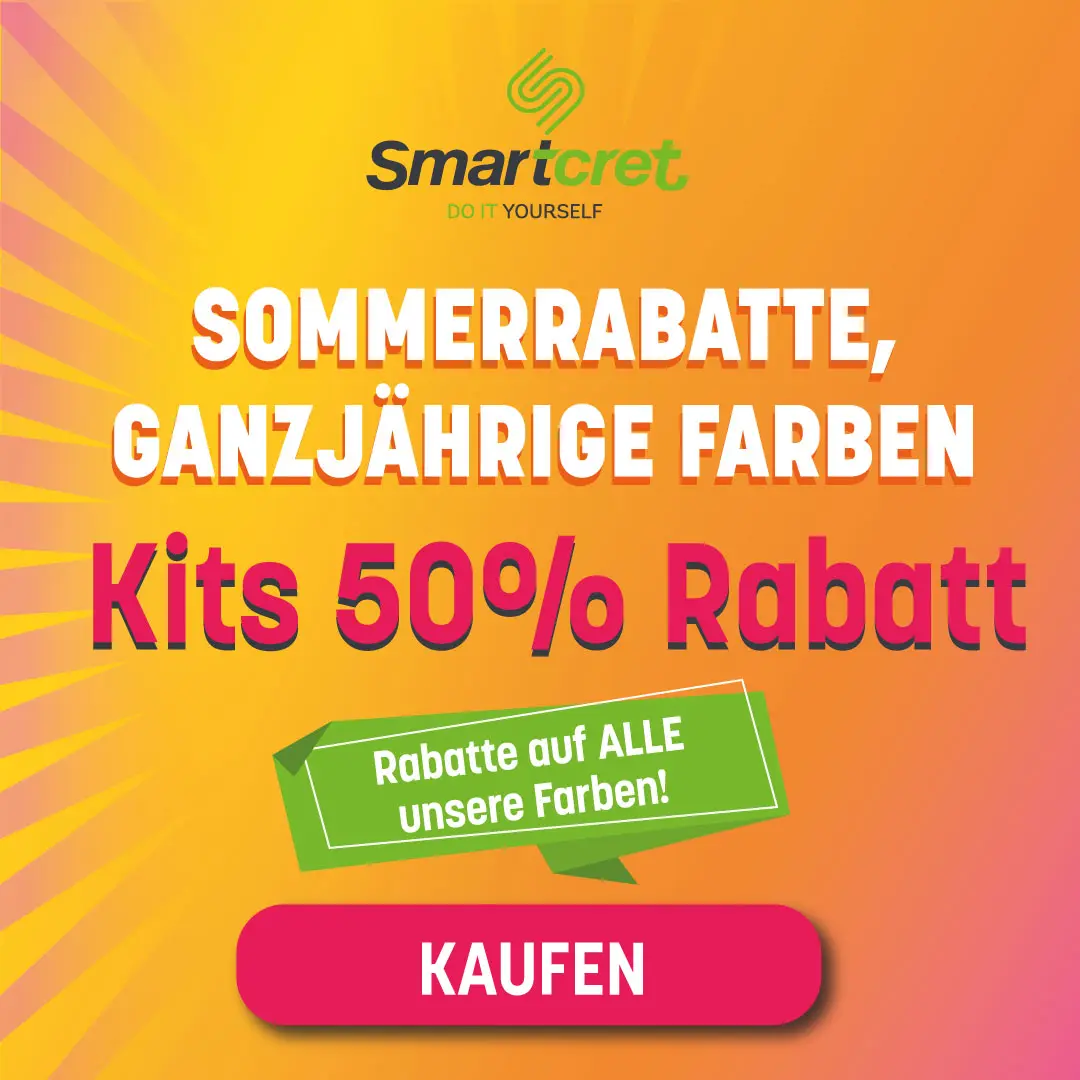 Smartcret
DO IT YOURSELF
SOMMERRABATTE,
GANZJÄHRIGE FARBEN
Kits 50% Rabatt
Rabatte auf ALLE
unsere Farben!
KAUFEN